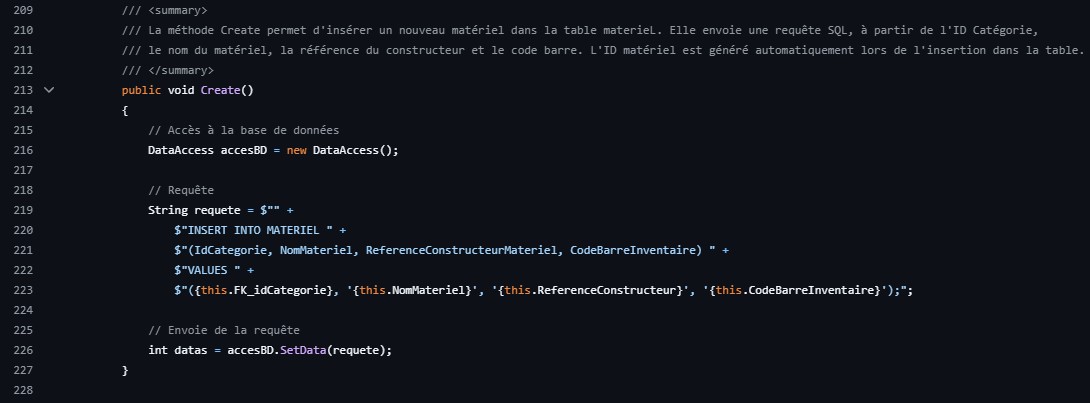 209 /// <summary>
210 /// La méthode Create permet d'insérer un nouveau matériel dans la table materieL. Elle envoie une requête SQL, à partir de l'ID Catégorie,
211 /// le nom du matériel, la référence du constructeur et le code barre. L'ID matériel est généré automatiquement lors de l'insertion dans la table.
212 /// </summary>
213 public void Create()
214 {
215 // Accès à la base de données
216 DataAccess accesBD = new DataAccess();
217
218 // Requête
219 String requete = $"" +
220 $"INSERT INTO MATERIEL " +
221 $"(IdCategorie, NomMateriel, ReferenceConstructeurMateriel, CodeBarreInventaire) " +
222 $"VALUES " +
223 $"({this.FK_idCategorie}, '{this.NomMateriel}', '{this.ReferenceConstructeur}', '{this.CodeBarreInventaire}');";
224
225 // Envoie de la requête
226 int datas = accesBD.SetData(requete);
227 }
228